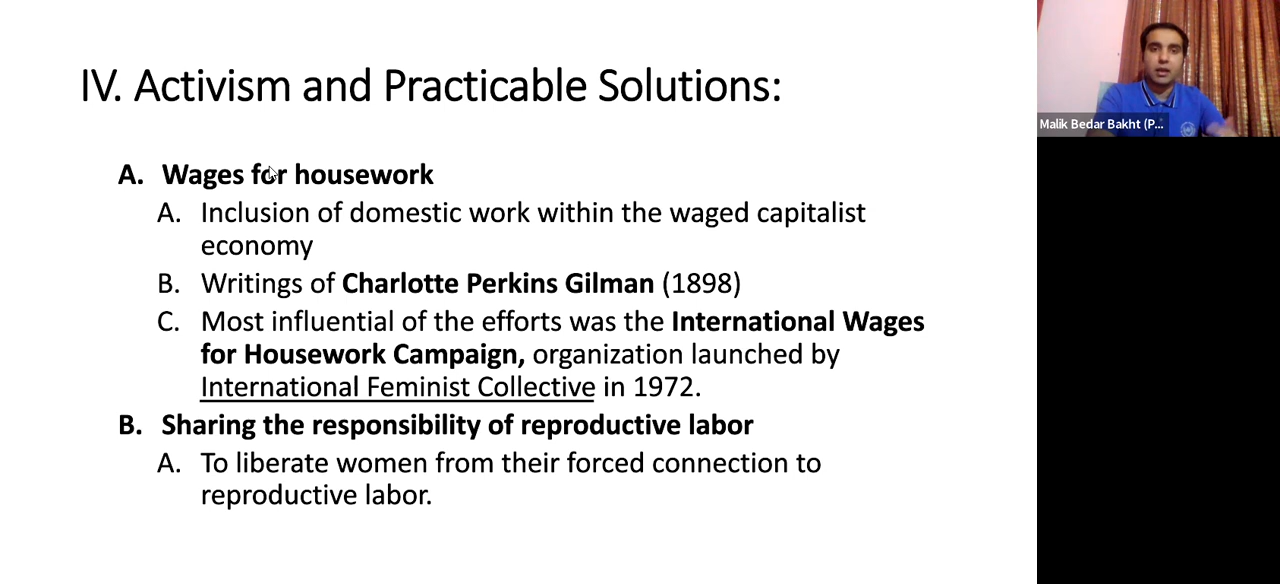 IV. Activism and Practicable Solutions:
Malik Bedar Bakht (P...
A. Wages for housework
A. Inclusion of domestic work within the waged capitalist
economy
B. Writings of Charlotte Perkins Gilman (1898)
C. Most influential of the efforts was the International Wages
for Housework Campaign, organization launched by
International Feminist Collective in 1972.
B. Sharing the responsibility of reproductive labor
A. To liberate women from their forced connection to
reproductive labor.